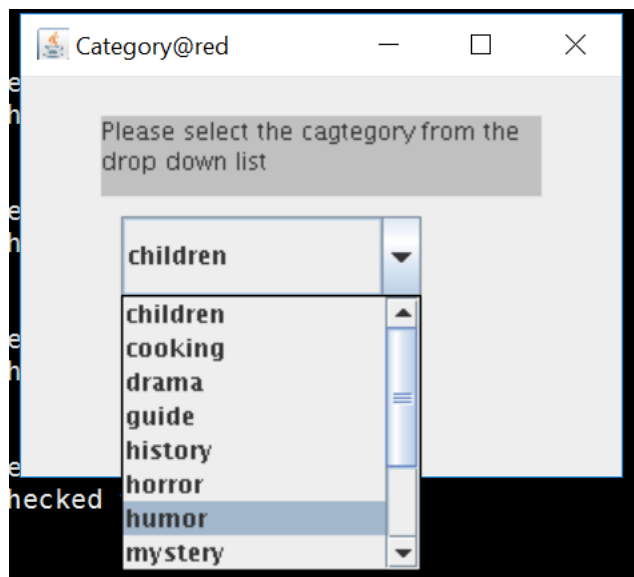 Category@red
Please select the cagtegory from the
drop down list
children
children
cooking
drama
guide
history
horror
humor
mystery
hecked